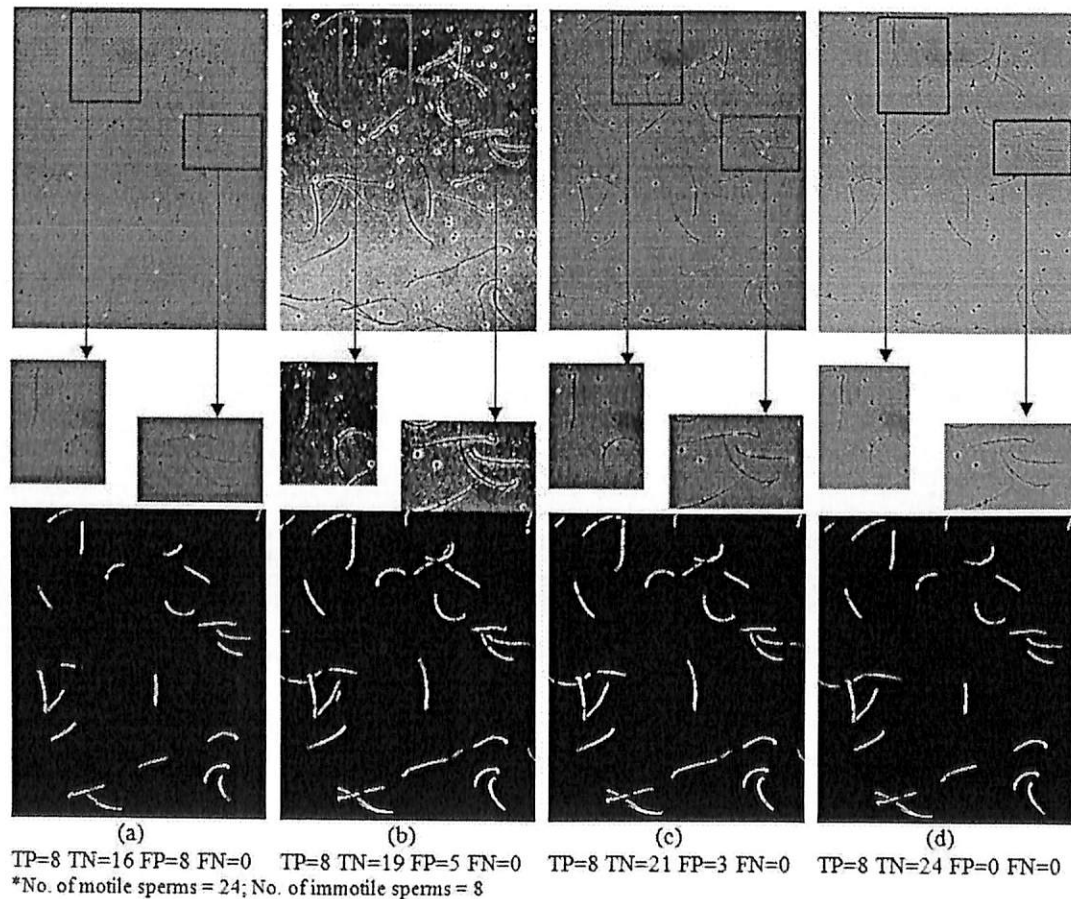 (a) (b) (c) (d)
TP=8 TN=16 FP=8 FN=0 TP=8 TN=19 FP=5 FN=0 TP=8 TN=21 FP=3 FN=0 TP=8 TN=24 FP=0 FN=0
*No. of motile sperms = 24; No. of immotile sperms = 8